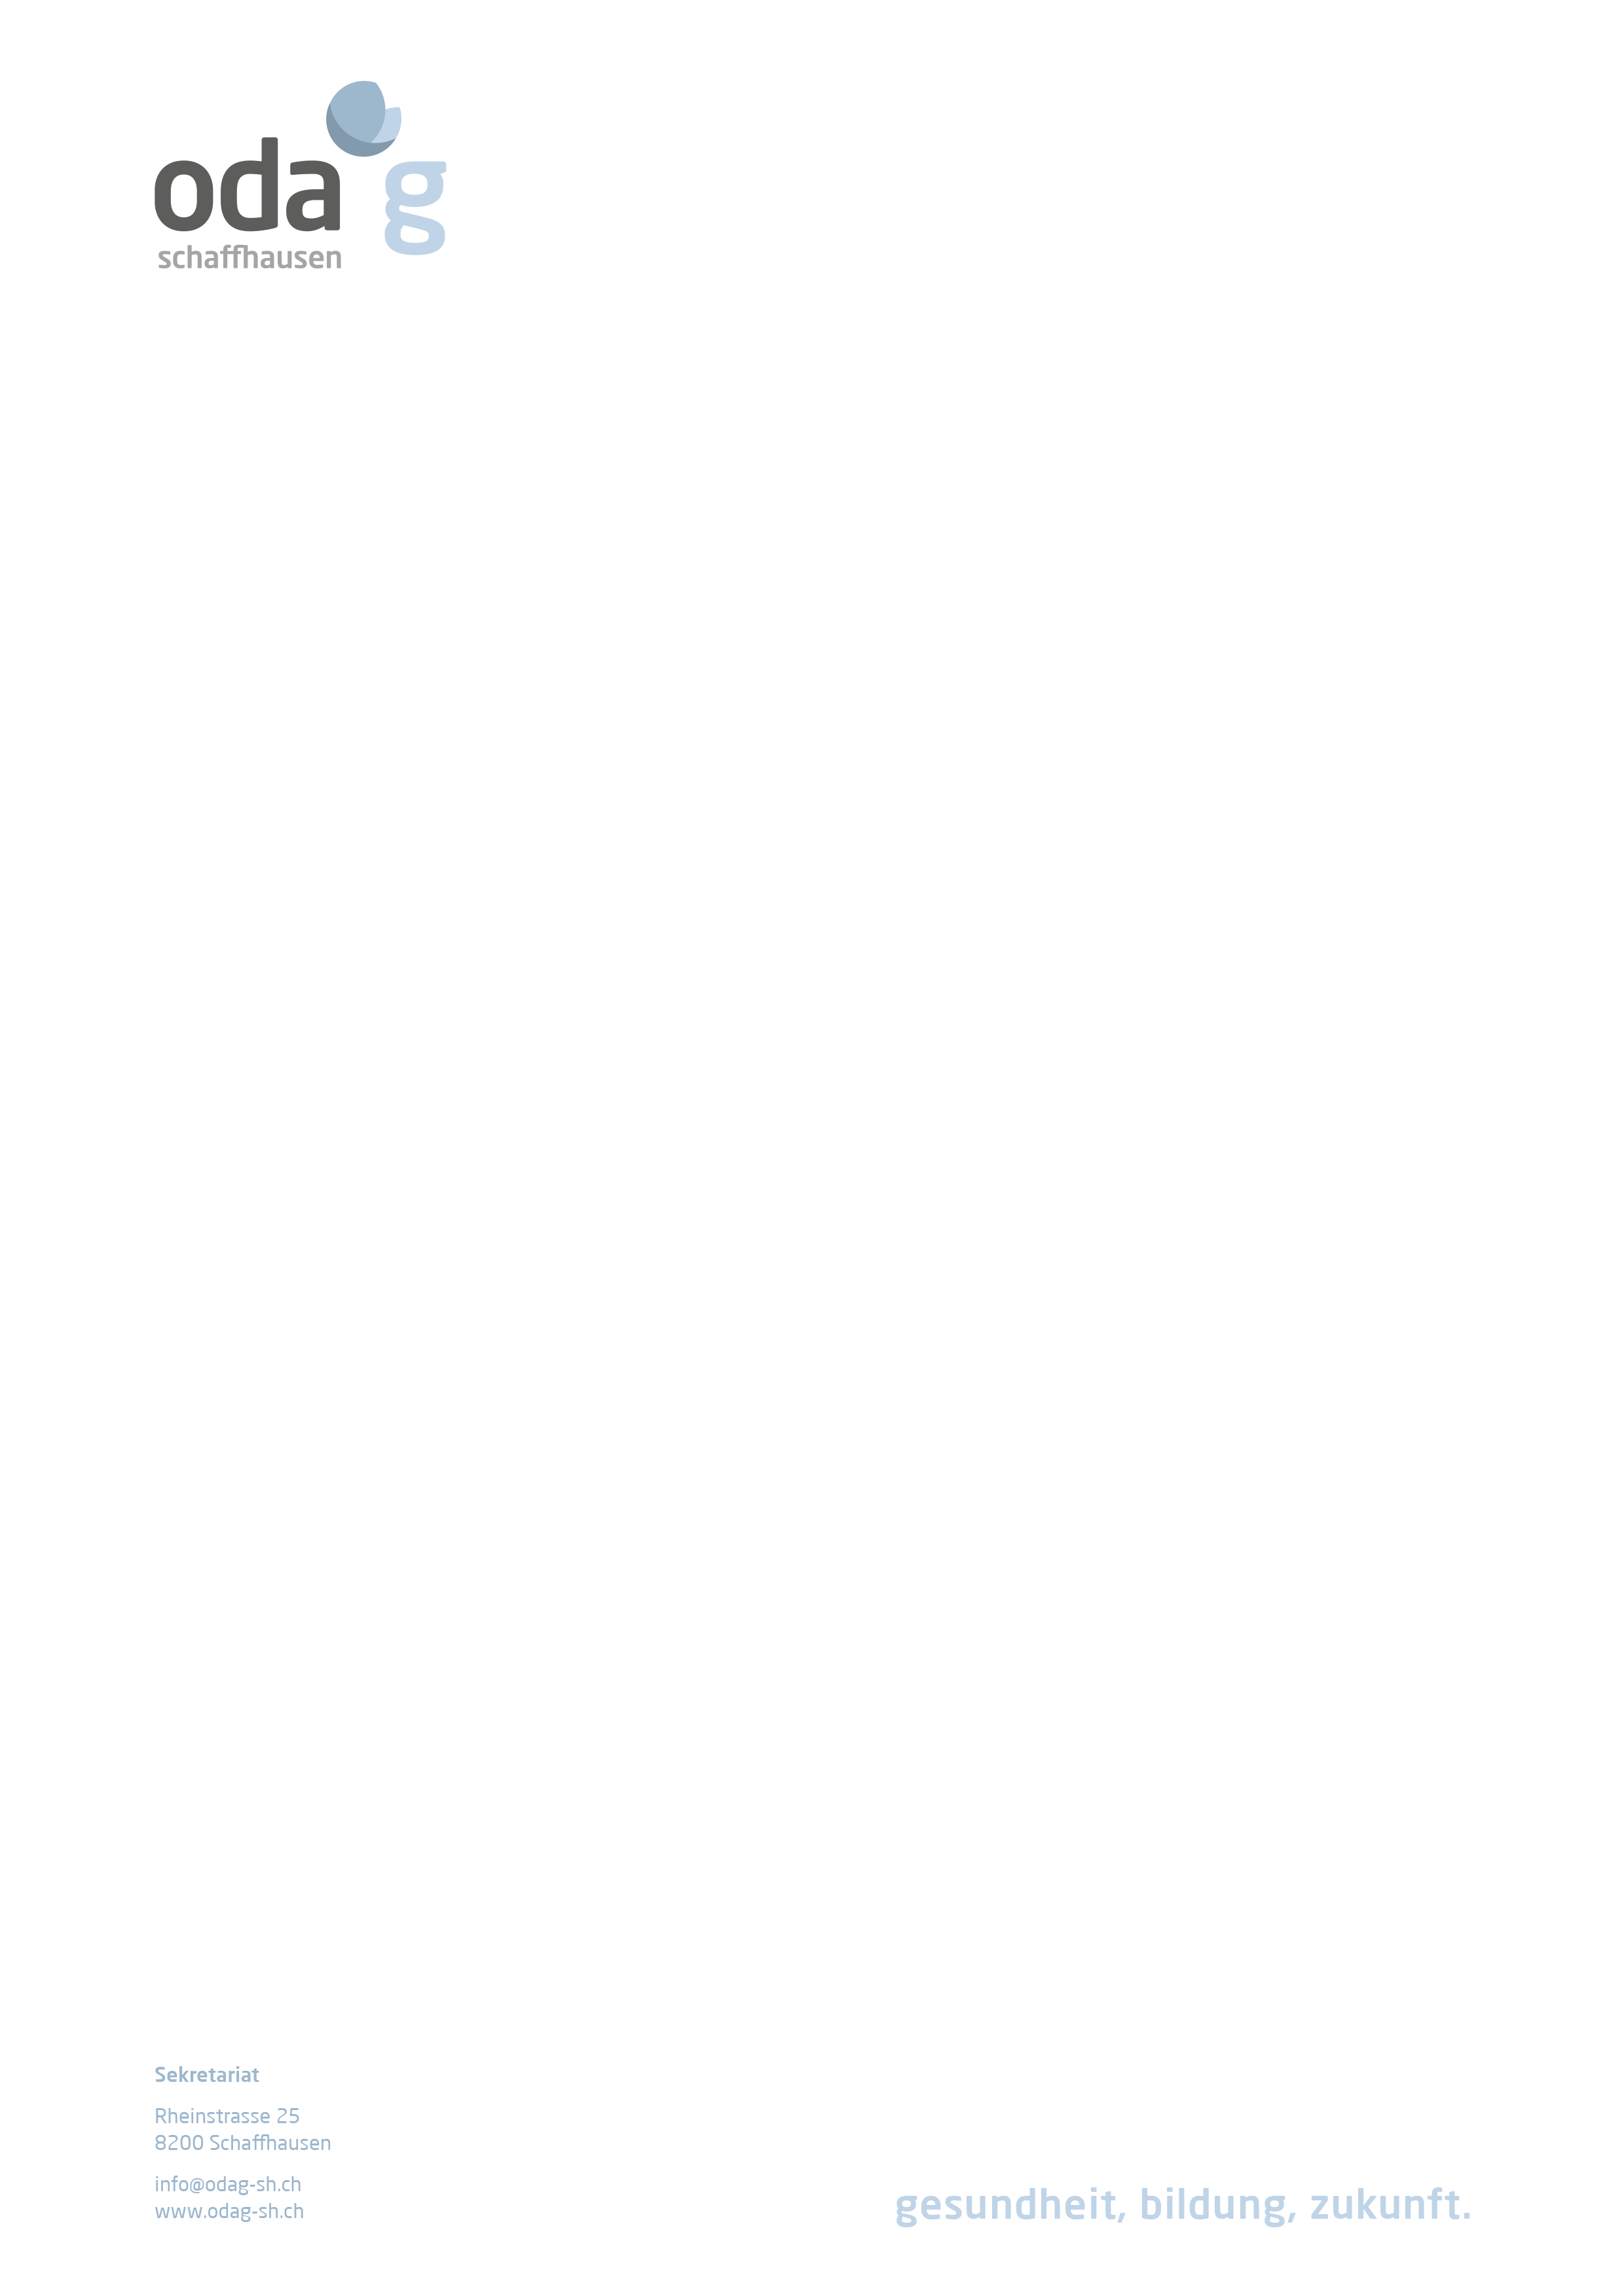 oda g
schaffhausen
Sekretariat
Rheinstrasse 25
8200 Schaffhausen
info@odag-sh.ch
www.odag-sh.ch
gesundheit, bildung, zukunft.